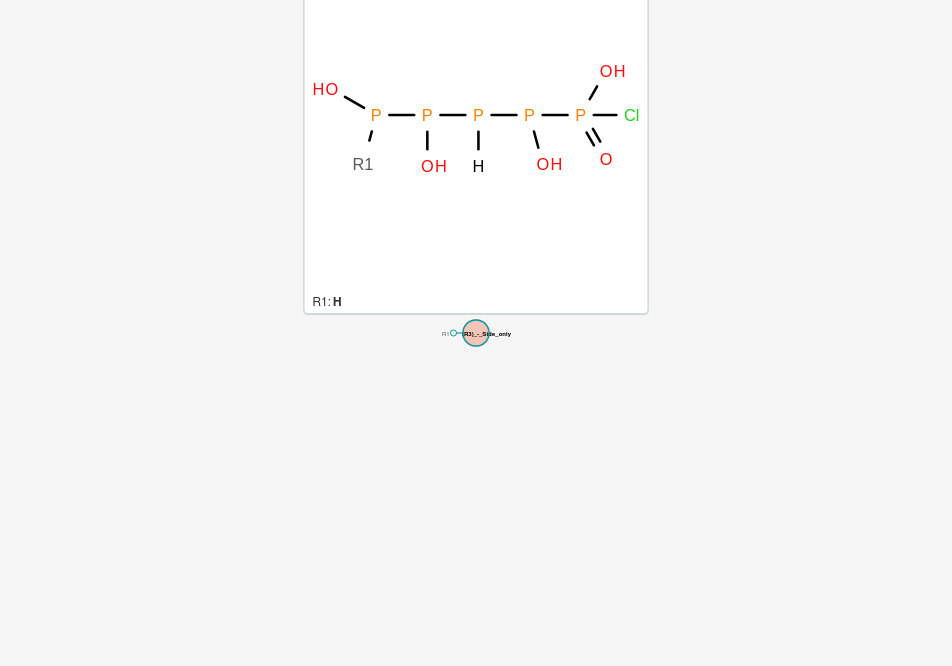 OH
HO
P P P P P Cl
R1 OH H OH O
R1: H
R1 R3)_-_Side_only